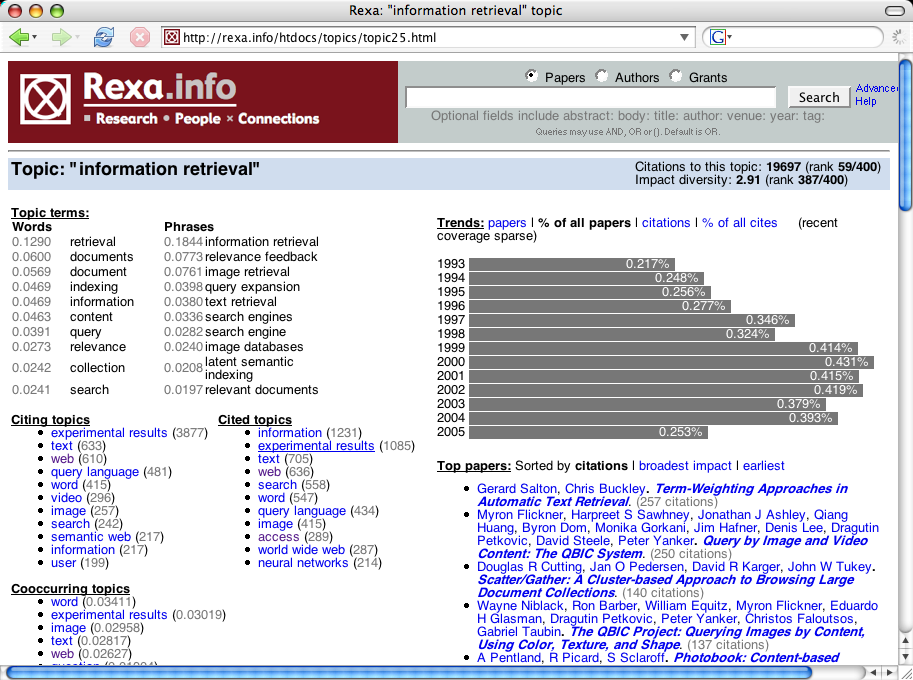 Rexa: "information retrieval" topic
http://rexa.info/htdocs/topics/topic25.html
G
Rexa.info
Research • People × Connections
Papers Authors Grants
Search
Advanced
Help
Optional fields include abstract: body: title: author: venue: year: tag:
Queries may use AND, OR or (). Default is OR.
Topic: "information retrieval"
Citations to this topic: 19697 (rank 59/400)
Impact diversity: 2.91 (rank 387/400)
Topic terms:
Words Phrases
0.1290 retrieval 0.1844 information retrieval
0.0600 documents 0.0773 relevance feedback
0.0569 document 0.0761 image retrieval
0.0469 indexing 0.0398 query expansion
0.0469 information 0.0380 text retrieval
0.0463 content 0.0336 search engines
0.0391 query 0.0282 search engine
0.0273 relevance 0.0240 image databases
0.0242 collection 0.0208 latent semantic
indexing
0.0241 search 0.0197 relevant documents
Citing topics
experimental results (3877)
text (633)
web (610)
query language (481)
word (415)
video (296)
image (257)
search (242)
semantic web (217)
information (217)
user (199)
Cited topics
information (1231)
experimental results (1085)
text (705)
web (636)
search (558)
word (547)
query language (434)
image (415)
access (289)
world wide web (287)
neural networks (214)
Cooccurring topics
word (0.03411)
experimental results (0.03019)
image (0.02958)
text (0.02817)
web (0.02627)
Trends: papers | % of all papers | citations | % of all cites (recent
coverage sparse)
1993 0.217%
1994 0.248%
1995 0.256%
1996 0.277%
1997 0.346%
1998 0.324%
1999 0.414%
2000 0.431%
2001 0.415%
2002 0.419%
2003 0.379%
2004 0.393%
2005 0.253%
Top papers: Sorted by citations | broadest impact | earliest
Gerard Salton, Chris Buckley. Term-Weighting Approaches in
Automatic Text Retrieval. (257 citations)
Myron Flickner, Harpreet S Sawhney, Jonathan J Ashley, Qiang
Huang, Byron Dom, Monika Gorkani, Jim Hafner, Denis Lee, Dragutin
Petkovic, David Steele, Peter Yanker. Query by Image and Video
Content: The QBIC System. (250 citations)
Douglas R Cutting, Jan O Pedersen, David R Karger, John W Tukey.
Scatter/Gather: A Cluster-based Approach to Browsing Large
Document Collections. (140 citations)
Wayne Niblack, Ron Barber, William Equitz, Myron Flickner, Eduardo
H Glasman, Dragutin Petkovic, Peter Yanker, Christos Faloutsos,
Gabriel Taubin. The QBIC Project: Querying Images by Content,
Using Color, Texture, and Shape. (137 citations)
A Pentland, R Picard, S Sclaroff. Photobook: Content-based